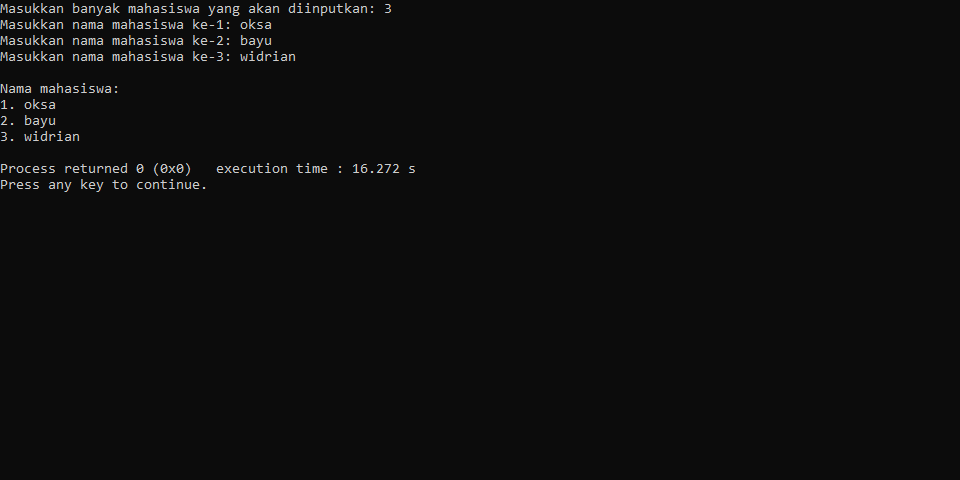 Masukkan banyak mahasiswa yang akan diinputkan: 3
Masukkan nama mahasiswa ke-1: oksa
Masukkan nama mahasiswa ke-2: bayu
Masukkan nama mahasiswa ke-3: widrian
Nama mahasiswa:
1. oksa
2. bayu
3. widrian
Process returned 0 (0x0)   execution time : 16.272 s
Press any key to continue.